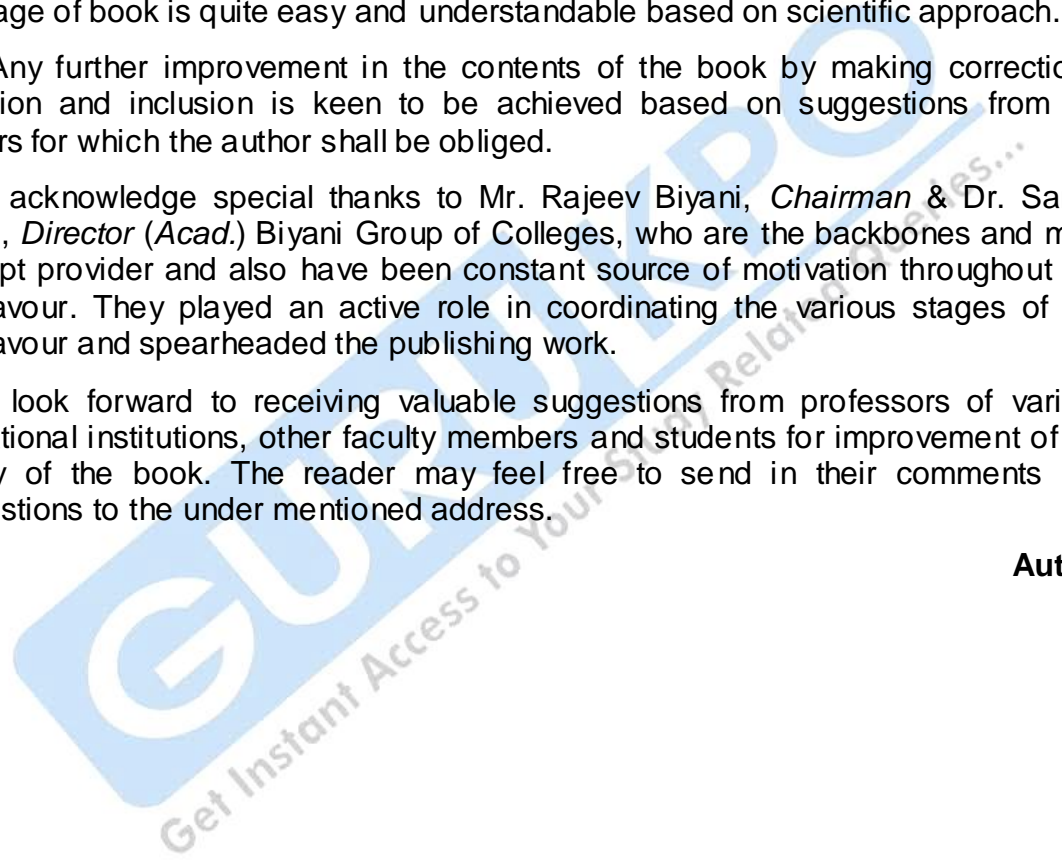 age of book is quite easy and understandable based on scientific approach.
Any further improvement in the contents of the book by making correctio
ion and inclusion is keen to be achieved based on suggestions from
rs for which the author shall be obliged.
acknowledge special thanks to Mr. Rajeev Biyani, Chairman & Dr. Sa
, Director (Acad.) Biyani Group of Colleges, who are the backbones and m
pt provider and also have been constant source of motivation throughout
avour. They played an active role in coordinating the various stages of
avour and spearheaded the publishing work.
look forward to receiving valuable suggestions from professors of vari
tional institutions, other faculty members and students for improvement of
y of the book. The reader may feel free to send in their comments
stions to the under mentioned address.
Aut
GURUKPO
Get Instant Access to Your Study Related Queries...